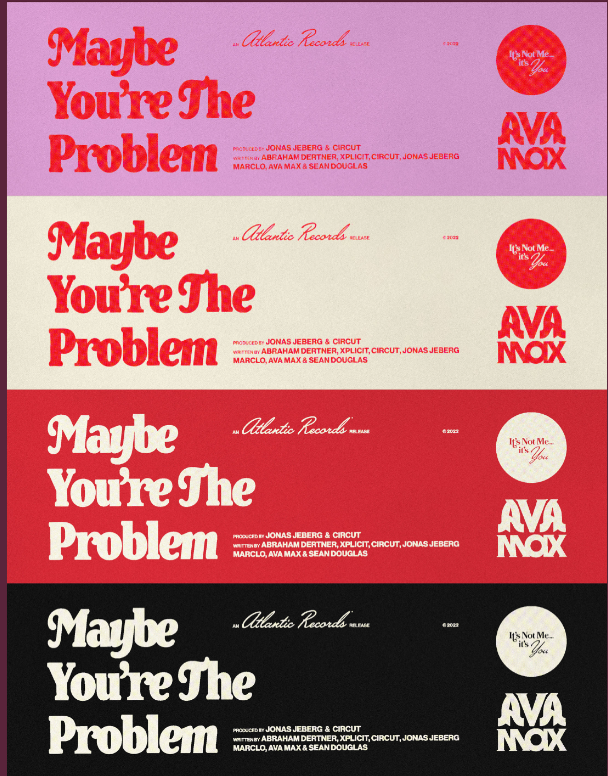 Maybe
You're The
Problem
AN Atlantic Records RELEASE
©2022
PRODUCED BY JONAS JEBERG & CIRCUT
WRITTEN BY ABRAHAM DERTNER, XPLICIT, CIRCUT, JONAS JEBERG
MARCLO, AVA MAX & SEAN DOUGLAS
It's Not Me...
it's You
AVA
MAX
Maybe
You're The
Problem
AN Atlantic Records RELEASE
©2022
PRODUCED BY JONAS JEBERG & CIRCUT
WRITTEN BY ABRAHAM DERTNER, XPLICIT, CIRCUT, JONAS JEBERG
MARCLO, AVA MAX & SEAN DOUGLAS
It's Not Me...
it's You
AVA
MAX
Maybe
You're The
Problem
AN Atlantic Records RELEASE
©2022
PRODUCED BY JONAS JEBERG & CIRCUT
WRITTEN BY ABRAHAM DERTNER, XPLICIT, CIRCUT, JONAS JEBERG
MARCLO, AVA MAX & SEAN DOUGLAS
It's Not Me...
it's You
AVA
MAX
Maybe
You're The
Problem
AN Atlantic Records RELEASE
©2022
PRODUCED BY JONAS JEBERG & CIRCUT
WRITTEN BY ABRAHAM DERTNER, XPLICIT, CIRCUT, JONAS JEBERG
MARCLO, AVA MAX & SEAN DOUGLAS
It's Not Me...
it's You
AVA
MAX